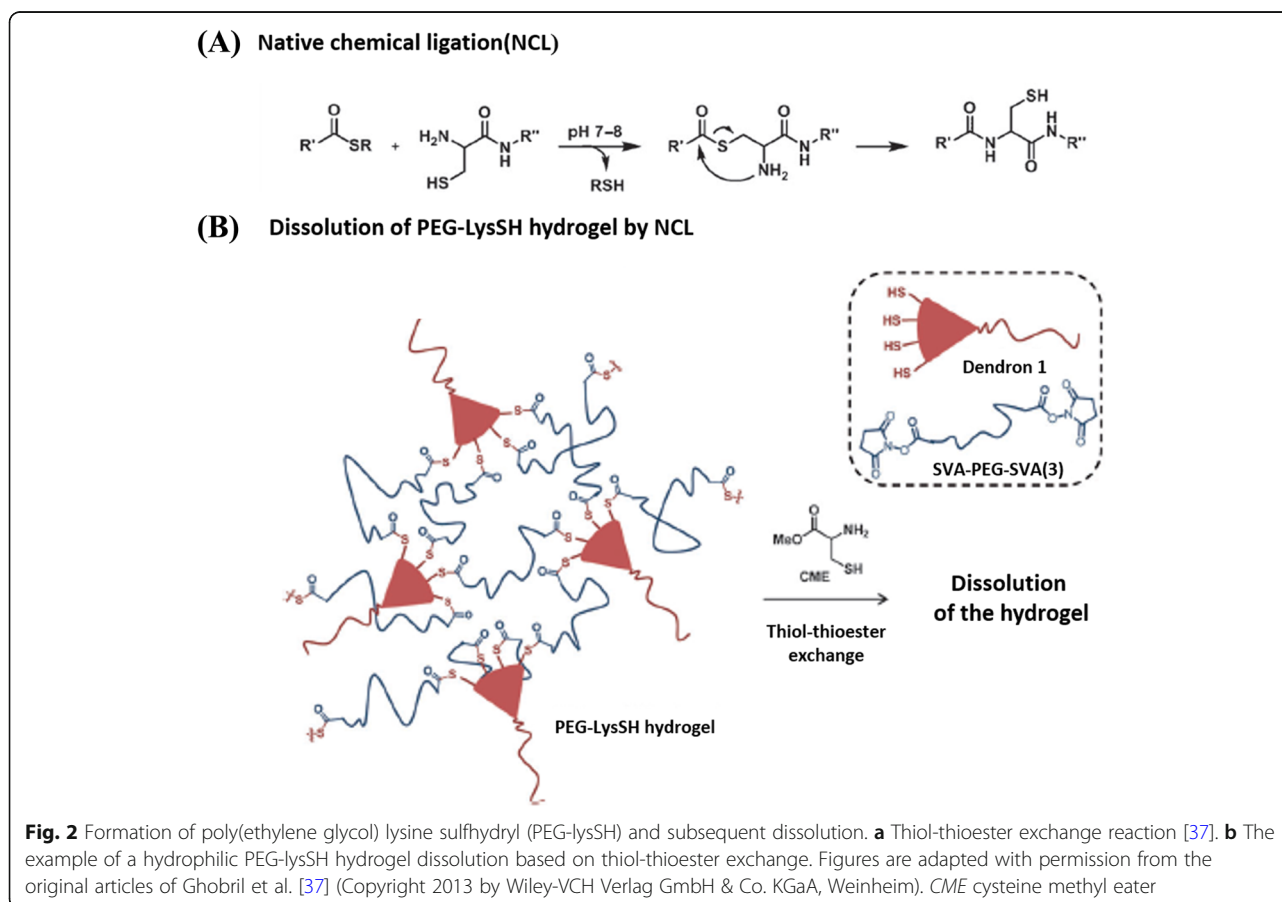 (A) Native chemical ligation(NCL)
O
R' SR
+
H2N
O
N
H
R''
HS
pH 7–8
RSH
O
R' S
O
N
H
R''
NH2
O
R' N
H
SH
H
N
R''
O
(B) Dissolution of PEG-LysSH hydrogel by NCL
HS
HS
HS
HS
Dendron 1
SVA-PEG-SVA(3)
O
MeO
NH2
SH
CME
Thiol-thioester
exchange
Dissolution
of the hydrogel
PEG-LysSH hydrogel
Fig. 2 Formation of poly(ethylene glycol) lysine sulfhydryl (PEG-lysSH) and subsequent dissolution. a Thiol-thioester exchange reaction [37]. b The
example of a hydrophilic PEG-lysSH hydrogel dissolution based on thiol-thioester exchange. Figures are adapted with permission from the
original articles of Ghobril et al. [37] (Copyright 2013 by Wiley-VCH Verlag GmbH & Co. KGaA, Weinheim). CME cysteine methyl eater